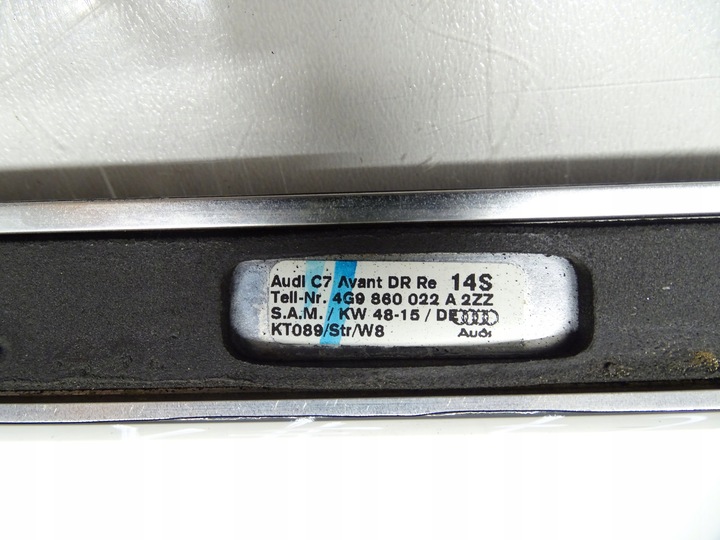 Audi C7 Avant DR Re 14S
Teil-Nr. 4G9 860 022 A 2ZZ
S.A.M. / KW 48-15 / DE
KT089/Str/W8
Audi